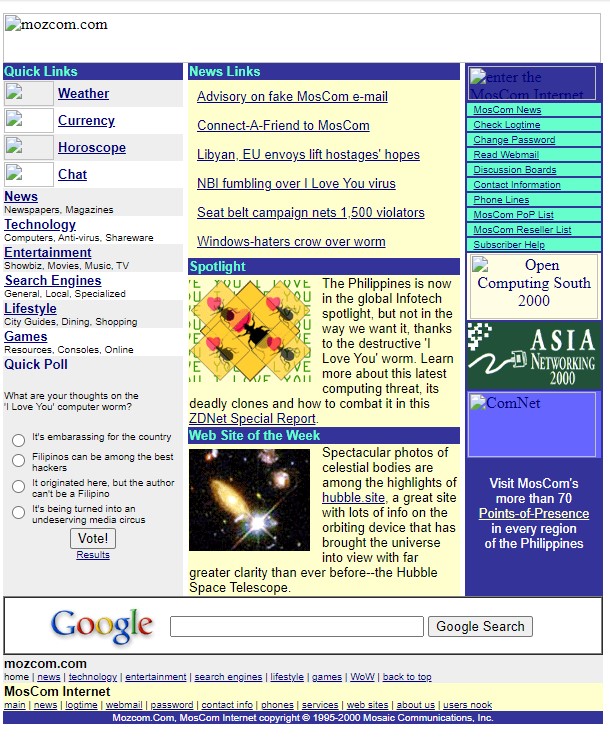 mozcom.com
Quick Links
Weather
Currency
Horoscope
Chat
News
Newspapers, Magazines
Technology
Computers, Anti-virus, Shareware
Entertainment
Showbiz, Movies, Music, TV
Search Engines
General, Local, Specialized
Lifestyle
City Guides, Dining, Shopping
Games
Resources, Consoles, Online
Quick Poll
What are your thoughts on the
'I Love You' computer worm?
It's embarassing for the country
Filipinos can be among the best
hackers
It originated here, but the author
can't be a Filipino
It's being turned into an
undeserving media circus
Vote!
Results
News Links
Advisory on fake MosCom e-mail
Connect-A-Friend to MosCom
Libyan, EU envoys lift hostages' hopes
NBI fumbling over I Love You virus
Seat belt campaign nets 1,500 violators
Windows-haters crow over worm
Spotlight
The Philippines is now
in the global Infotech
spotlight, but not in the
way we want it, thanks
to the destructive 'I
Love You' worm. Learn
more about this latest
computing threat, its
deadly clones and how to combat it in this
ZDNet Special Report.
Web Site of the Week
Spectacular photos of
celestial bodies are
among the highlights of
hubble site, a great site
with lots of info on the
orbiting device that has
brought the universe
into view with far
greater clarity than ever before--the Hubble
Space Telescope.
enter the
MosCom Internet
MosCom News
Check Logtime
Change Password
Read Webmail
Discussion Boards
Contact Information
Phone Lines
MosCom PoP List
MosCom Reseller List
Subscriber Help
Open
Computing South
2000
ASIA
NETWORKING
2000
ComNet
Visit MosCom's
more than 70
Points-of-Presence
in every region
of the Philippines
Google
Google Search
mozcom.com
home | news | technology | entertainment | search engines | lifestyle | games | WoW | back to top
MosCom Internet
main | news | logtime | webmail | password | contact info | phones | services | web sites | about us | users nook
Mozcom.Com, MosCom Internet copyright © 1995-2000 Mosaic Communications, Inc.